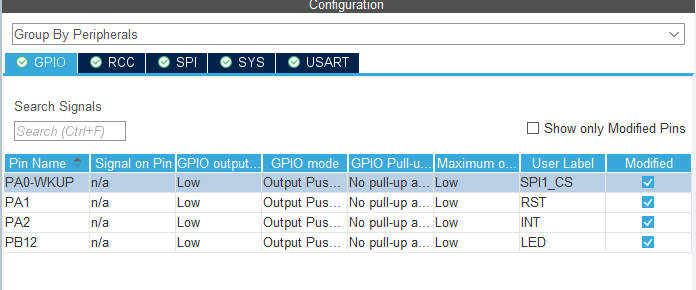 Configuration
Group By Peripherals
GPIO RCC SPI SYS USART
Search Signals
Search (Ctrl+F)
Show only Modified Pins
Pin Name Signal on Pin GPIO output... GPIO mode GPIO Pull-u... Maximum o... User Label Modified
PA0-WKUP n/a Low Output Pus... No pull-up a... Low SPI1_CS
PA1 n/a Low Output Pus... No pull-up a... Low RST
PA2 n/a Low Output Pus... No pull-up a... Low INT
PB12 n/a Low Output Pus... No pull-up a... Low LED